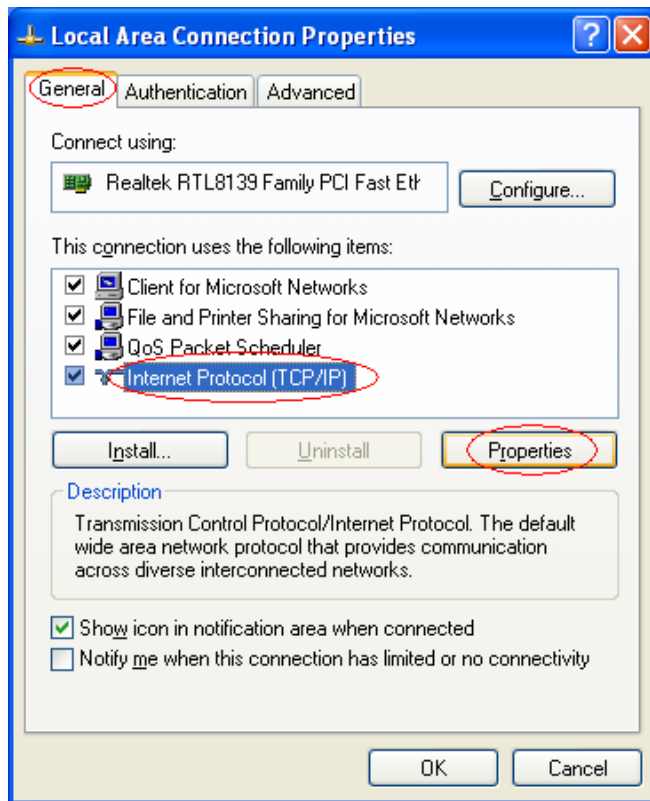 Local Area Connection Properties
General Authentication Advanced
Connect using:
Realtek RTL8139 Family PCI Fast Eth Configure...
This connection uses the following items:
Client for Microsoft Networks
File and Printer Sharing for Microsoft Networks
QoS Packet Scheduler
Internet Protocol (TCP/IP)
Install... Uninstall Properties
Description
Transmission Control Protocol/Internet Protocol. The default
wide area network protocol that provides communication
across diverse interconnected networks.
Show icon in notification area when connected
Notify me when this connection has limited or no connectivity
OK Cancel